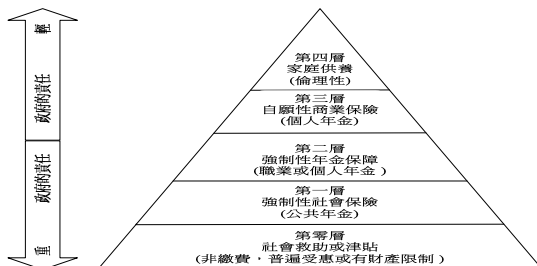 輕
政府的責任
政府的責任
重
第四層
家庭供養
(倫理性)
第三層
自願性商業保險
(個人年金)
第二層
強制性年金保障
(職業或個人年金)
第一層
強制性社會保險
(公共年金)
第零層
社會救助或津貼
(非繳費，普遍受惠或有財產限制)